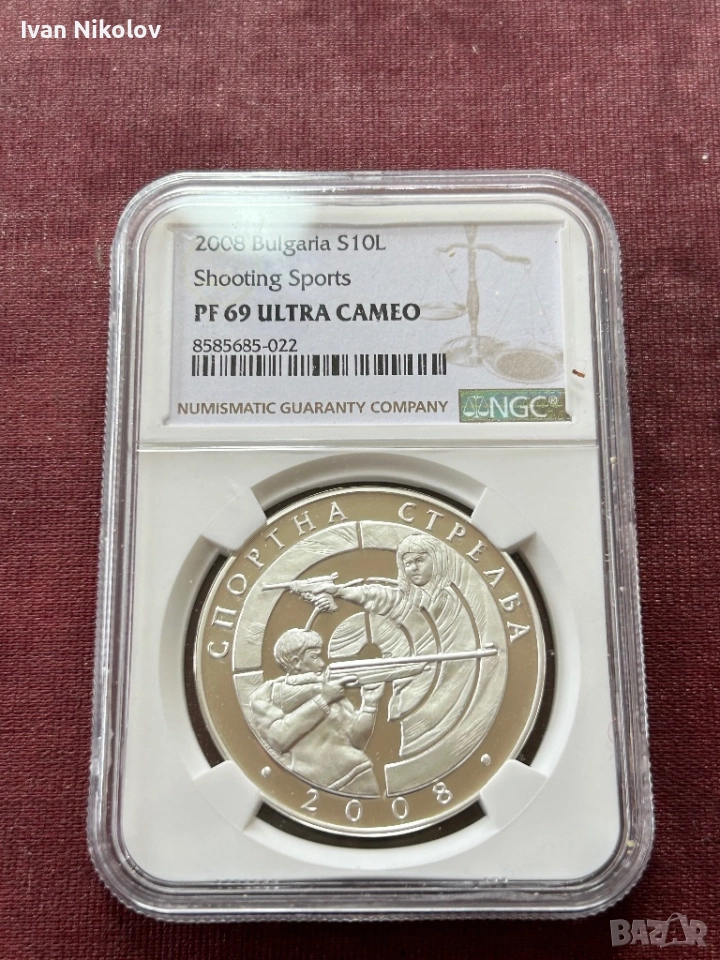 Ivan Nikolov
2008 Bulgaria S10L
Shooting Sports
PF 69 ULTRA CAMEO
8585685-022
NUMISMATIC GUARANTY COMPANY
NGC®
СПОРТНА СТРЕЛБА
• 2008 •
BAZAR